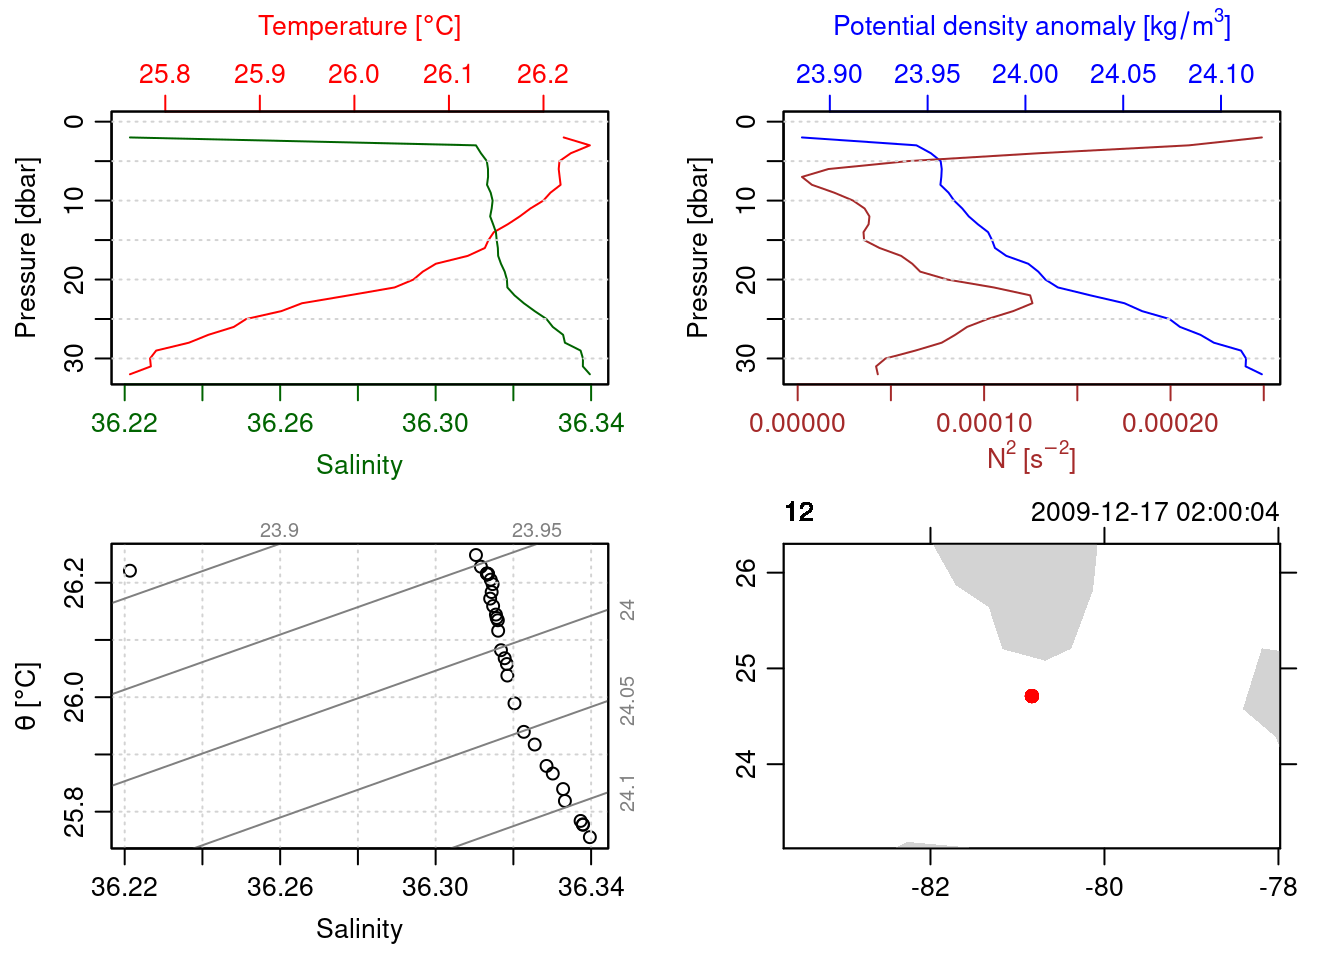 Temperature [°C]
25.8 25.9 26.0 26.1 26.2
Pressure [dbar]
0
10
20
30
36.22 36.26 36.30 36.34
Salinity
Potential density anomaly [kg/m³]
23.90 23.95 24.00 24.05 24.10
Pressure [dbar]
0
10
20
30
0.00000 0.00010 0.00020
N² [s⁻²]
23.9 23.95
24
24.05
24.1
θ [°C]
26.2
26.0
25.8
36.22 36.26 36.30 36.34
Salinity
12 2009-12-17 02:00:04
26
25
24
-82 -80 -78